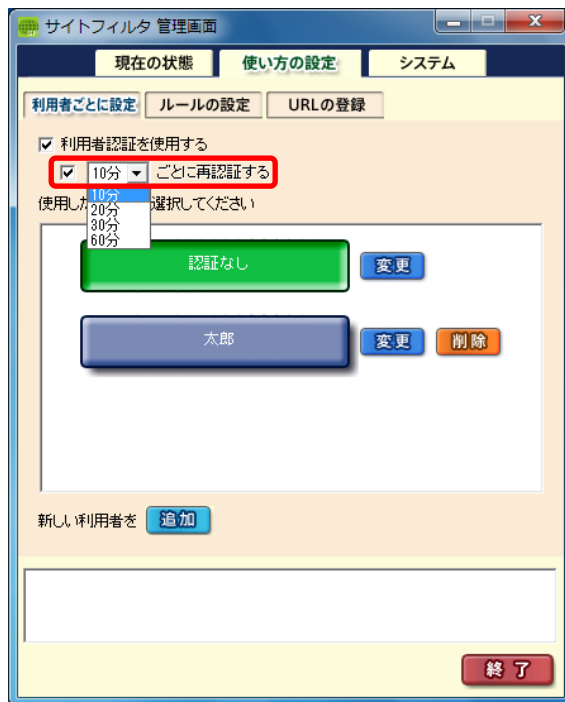 サイトフィルタ 管理画面
現在の状態 使い方の設定 システム
利用者ごとに設定 ルールの設定 URLの登録
利用者認証を使用する
10分 ごとに再認証する
使用した 選択してください
10分
20分
30分
60分
認証なし 変更
太郎 変更 削除
新しい利用者を 追加
終了